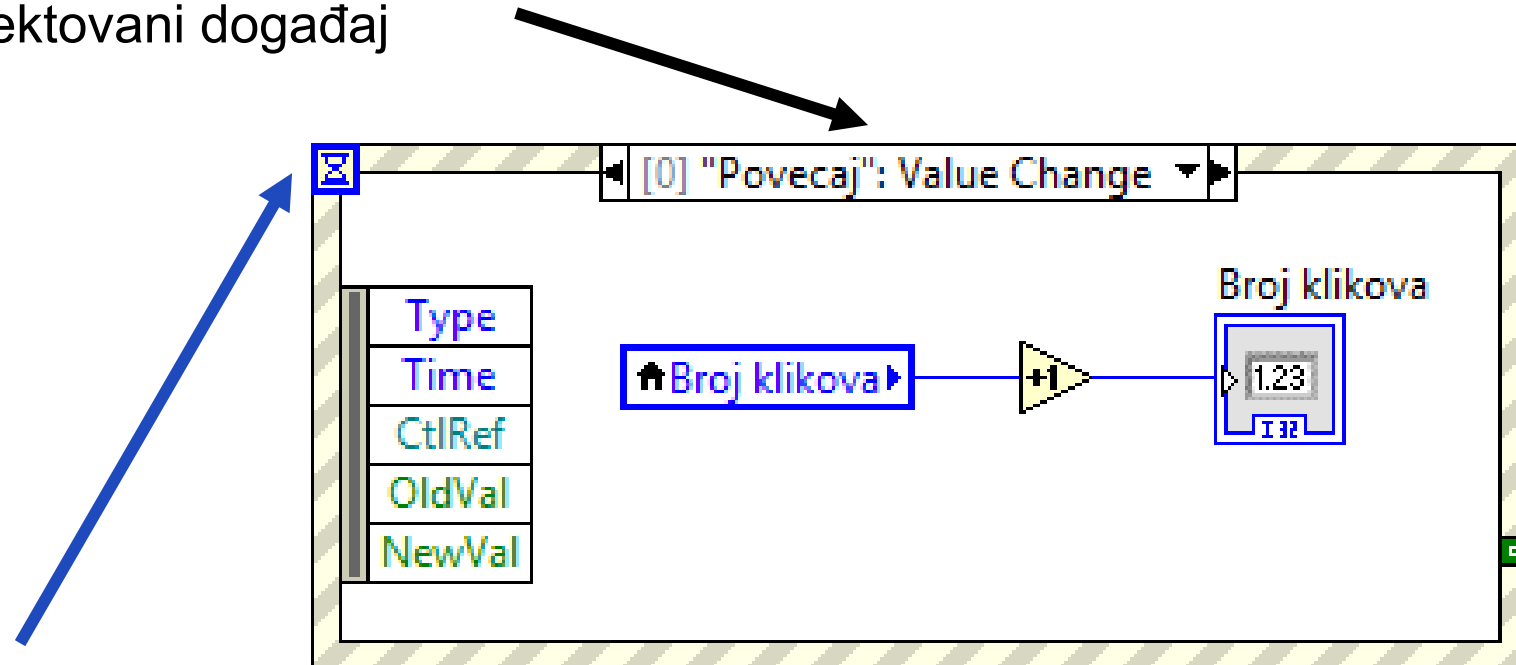 ektovani događaj
[0] "Povecaj": Value Change
Broj klikova
Type
Time
Broj klikova
+1
1.23
CtlRef
I32
OldVal
NewVal